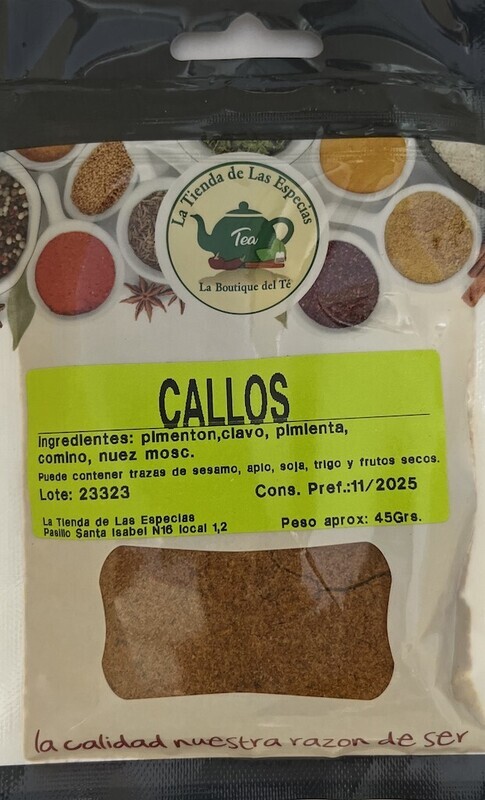 La Tienda de Las Especias
Tea
La Boutique del Té
CALLOS
Ingredientes: pimenton,clavo, pimienta,
comino, nuez mosc.
Puede contener trazas de sesamo, apio, soja, trigo y frutos secos.
Lote: 23323 Cons. Pref.:11/2025
La Tienda de Las Especias
Pasillo Santa Isabel N16 local 1,2 Peso aprox: 45Grs.
la calidad nuestra razon de ser